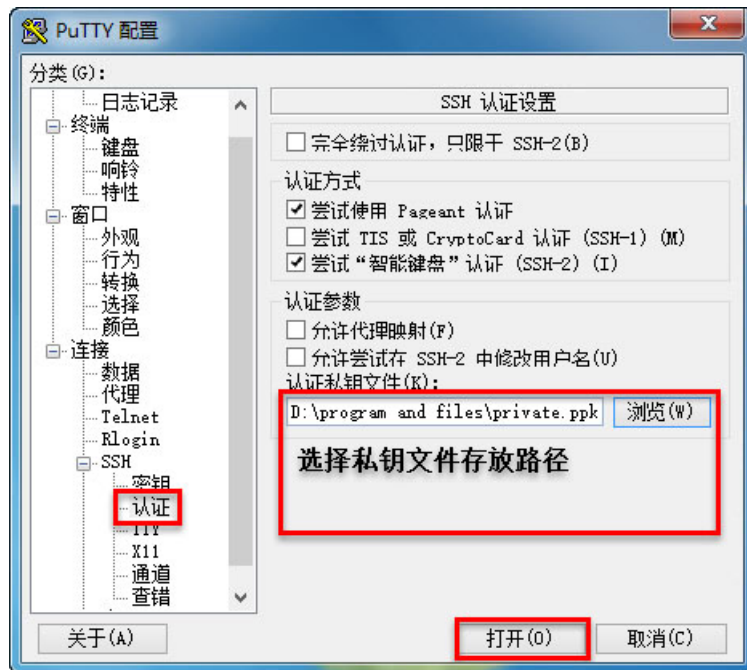 PuTTY 配置
分类(G):
日志记录
终端
键盘
响铃
特性
窗口
外观
行为
转换
选择
颜色
连接
数据
代理
Telnet
Rlogin
SSH
密钥
认证
TTY
X11
通道
查错
SSH 认证设置
完全绕过认证，只限于 SSH-2(B)
认证方式
尝试使用 Pageant 认证
尝试 TIS 或 CryptoCard 认证 (SSH-1) (M)
尝试“智能键盘”认证 (SSH-2) (I)
认证参数
允许代理映射(F)
允许尝试在 SSH-2 中修改用户名(U)
认证私钥文件(K):
D:\program and files\private.ppk 浏览(W)
选择私钥文件存放路径
关于(A) 打开(O) 取消(C)